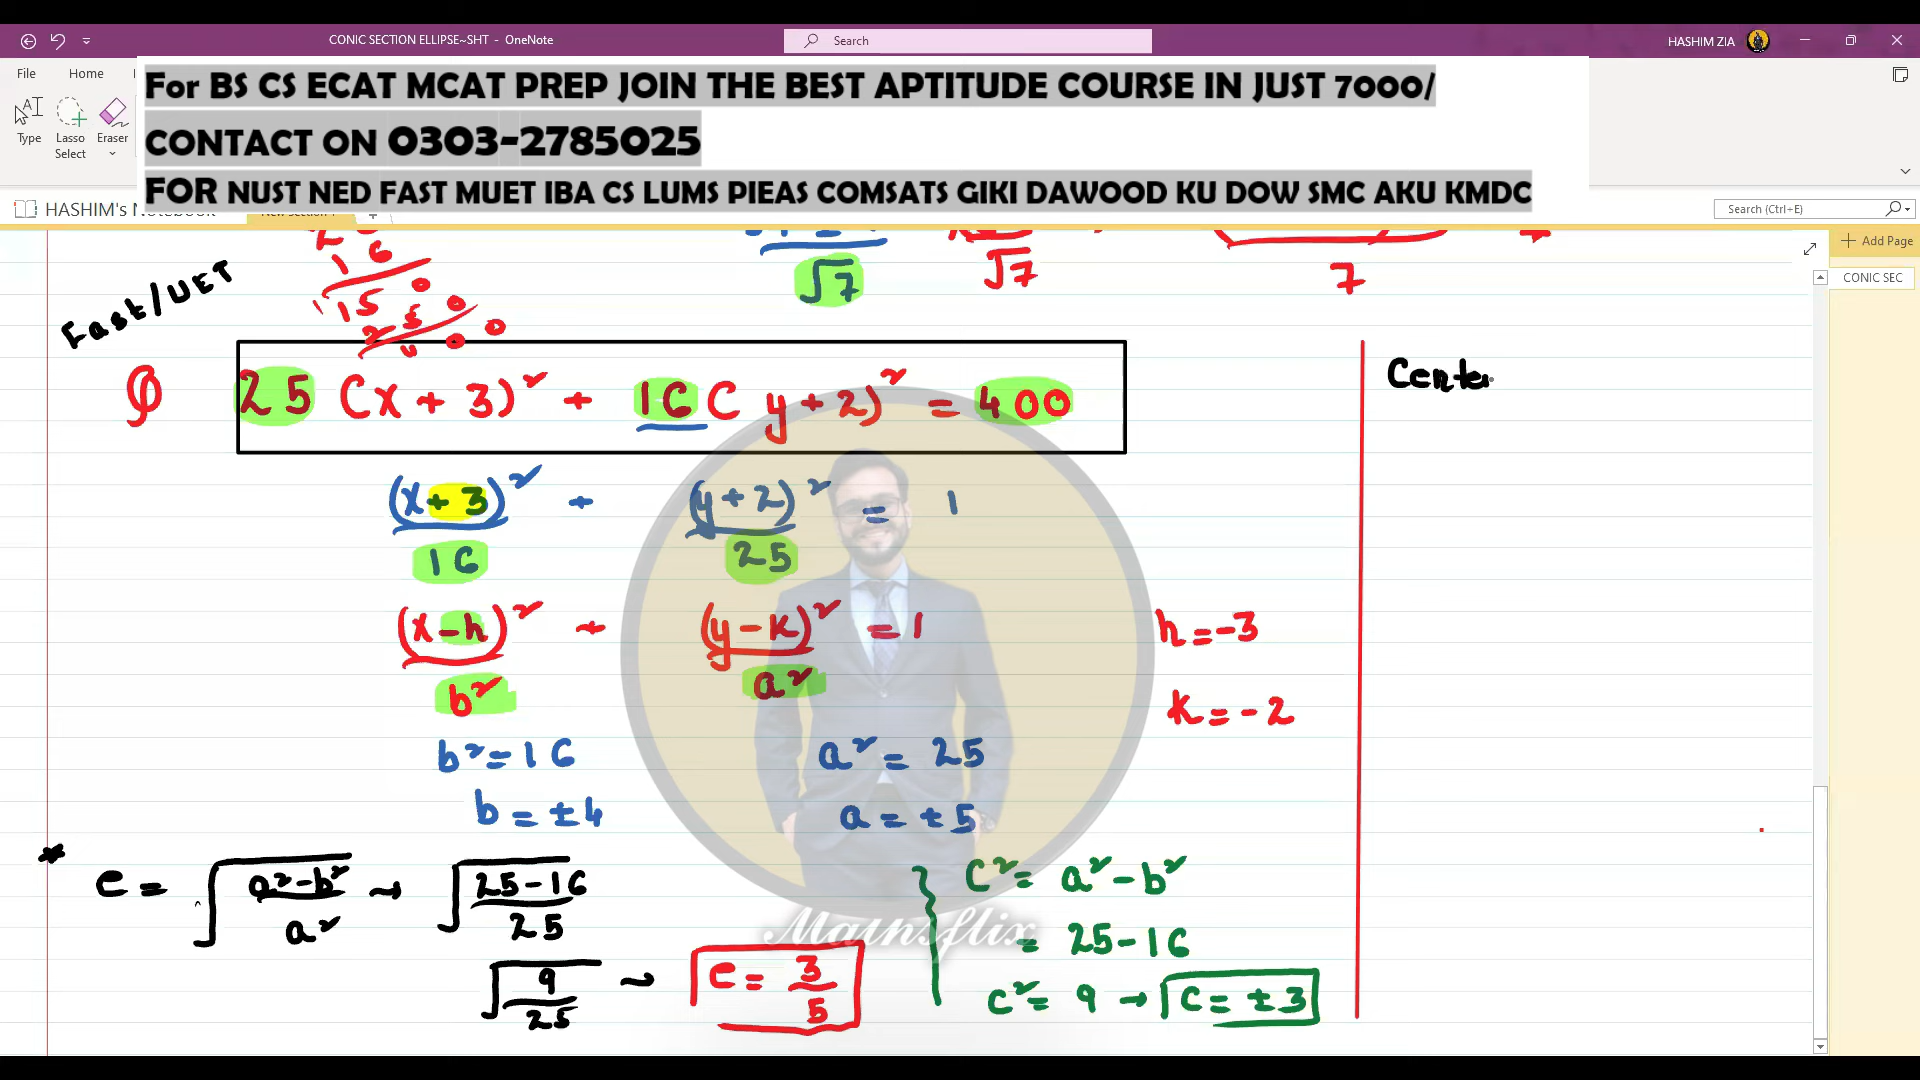 CONIC SECTION ELLIPSE~SHT - OneNote
Search
HASHIM ZIA
File Home
For BS CS ECAT MCAT PREP JOIN THE BEST APTITUDE COURSE IN JUST 7000/
CONTACT ON 0303-2785025
FOR NUST NED FAST MUET IBA CS LUMS PIEAS COMSATS GIKI DAWOOD KU DOW SMC AKU KMDC
Type
Lasso Select
Eraser
HASHIM's Notebook
Search (Ctrl+E)
Add Page
CONIC SEC
√7 √7 7
Fast/UET
Q 25 (x + 3)² + 16 ( y + 2)² = 400
Cente
(x + 3)²/16 + (y + 2)²/25 = 1
(x - h)²/b² + (y - k)²/a² = 1
h = -3
k = -2
b² = 16 a² = 25
b = ±4 a = ±5
e = √(a²-b²/a²) → √(25-16/25)
√(9/25) → e = 3/5
C² = a² - b²
= 25 - 16
C² = 9 → C = ±3
Mainsflix